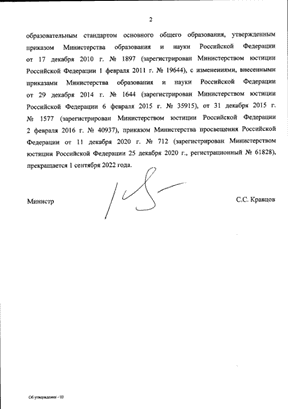 2
образовательным стандартом основного общего образования, утвержденным
приказом Министерства образования и науки Российской Федерации
от 17 декабря 2010 г. № 1897 (зарегистрирован Министерством юстиции
Российской Федерации 1 февраля 2011 г. № 19644), с изменениями, внесенными
приказами Министерства образования и науки Российской Федерации
от 29 декабря 2014 г. № 1644 (зарегистрирован Министерством юстиции
Российской Федерации 6 февраля 2015 г. № 35915), от 31 декабря 2015 г.
№ 1577 (зарегистрирован Министерством юстиции Российской Федерации
2 февраля 2016 г. № 40937), приказом Министерства просвещения Российской
Федерации от 11 декабря 2020 г. № 712 (зарегистрирован Министерством
юстиции Российской Федерации 25 декабря 2020 г., регистрационный № 61828),
прекращается 1 сентября 2022 года.
Министр С.С. Кравцов
Об утверждении - 03